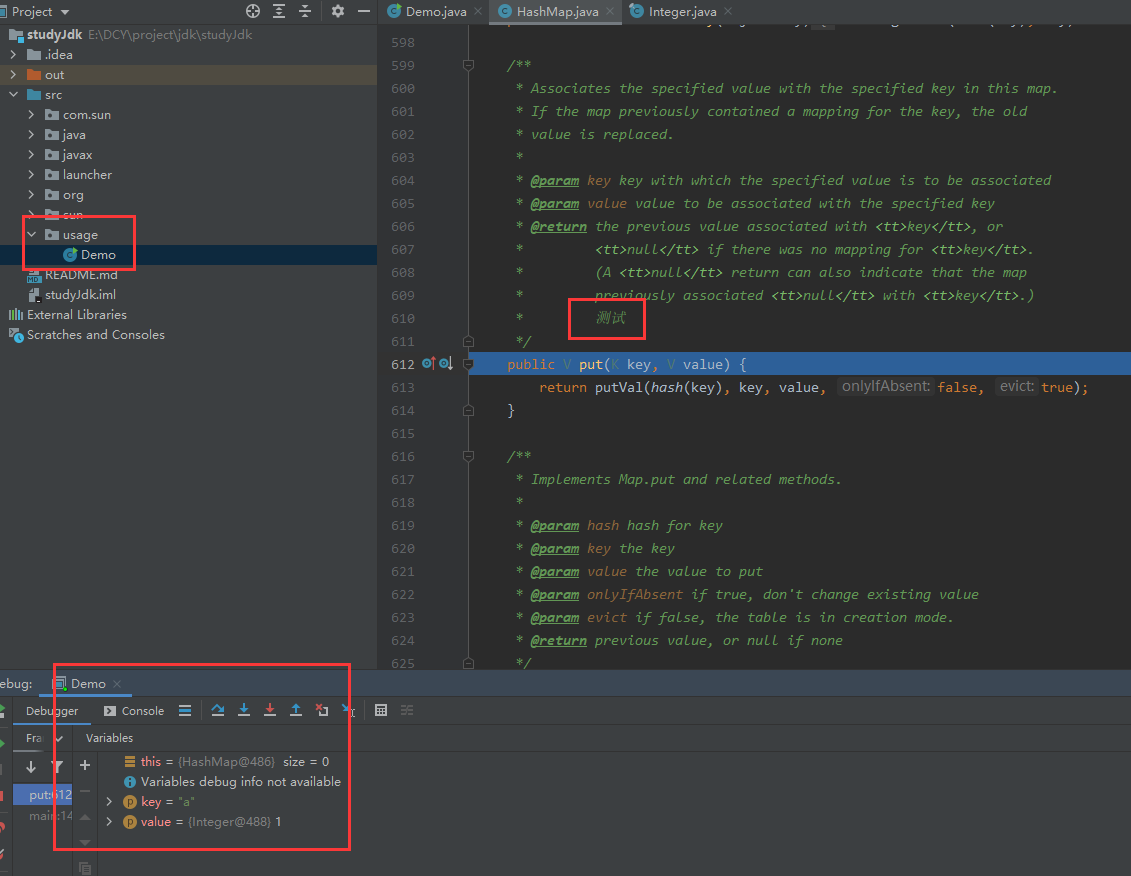 Project
Demo.java
HashMap.java
Integer.java
studyJdk E:\DCY\project\jdk\studyJdk
.idea
out
src
com.sun
java
javax
launcher
org
sun
usage
Demo
README.md
studyJdk.iml
External Libraries
Scratches and Consoles
598
599 /**
600 * Associates the specified value with the specified key in this map.
601 * If the map previously contained a mapping for the key, the old
602 * value is replaced.
603 *
604 * @param key key with which the specified value is to be associated
605 * @param value value to be associated with the specified key
606 * @return the previous value associated with <tt>key</tt>, or
607 * <tt>null</tt> if there was no mapping for <tt>key</tt>.
608 * (A <tt>null</tt> return can also indicate that the map
609 * previously associated <tt>null</tt> with <tt>key</tt>.)
610 * 测试
611 */
612 public V put(K key, V value) {
613 return putVal(hash(key), key, value, onlyIfAbsent: false, evict: true);
614 }
615
616 /**
617 * Implements Map.put and related methods.
618 *
619 * @param hash hash for key
620 * @param key the key
621 * @param value the value to put
622 * @param onlyIfAbsent if true, don't change existing value
623 * @param evict if false, the table is in creation mode.
624 * @return previous value, or null if none
625 */
ebug: Demo
Debugger Console
Fra Variables
this = {HashMap@486} size = 0
Variables debug info not available
put:612
key = "a"
main:14
value = {Integer@488} 1